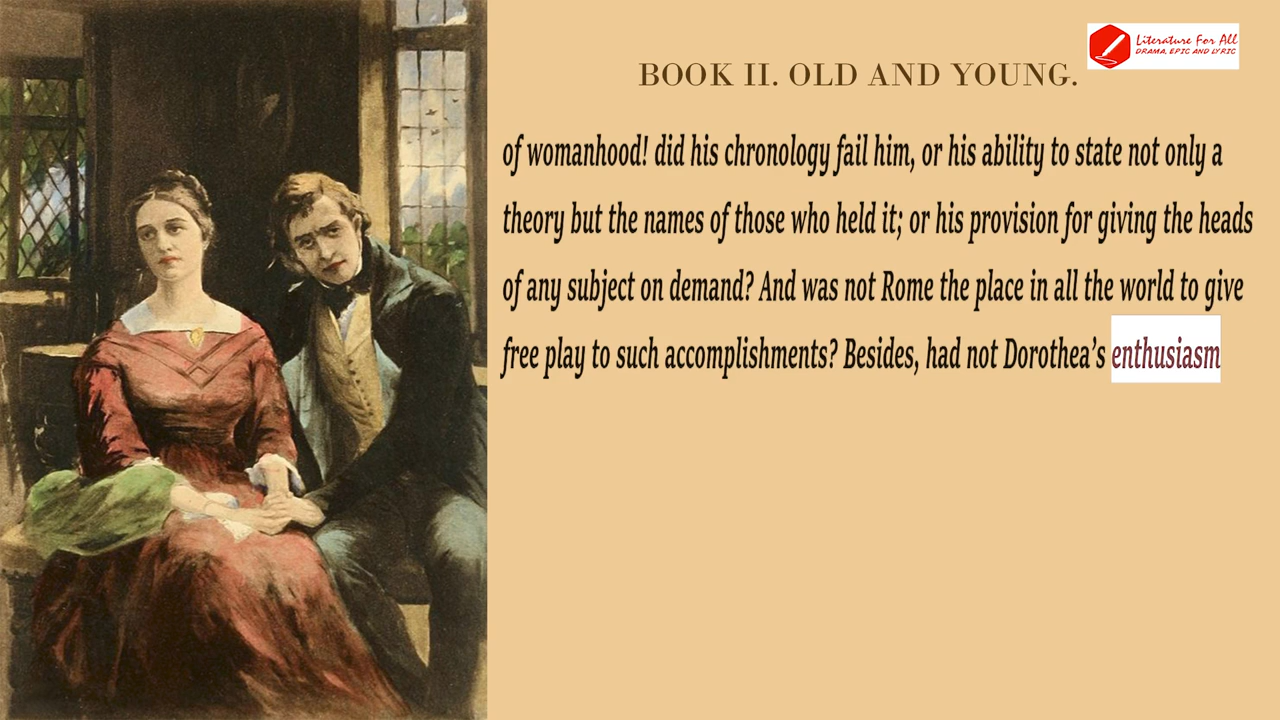 Literature For All
DRAMA, EPIC AND LYRIC
BOOK II. OLD AND YOUNG.
of womanhood! did his chronology fail him, or his ability to state not only a
theory but the names of those who held it; or his provision for giving the heads
of any subject on demand? And was not Rome the place in all the world to give
free play to such accomplishments? Besides, had not Dorothea’s enthusiasm